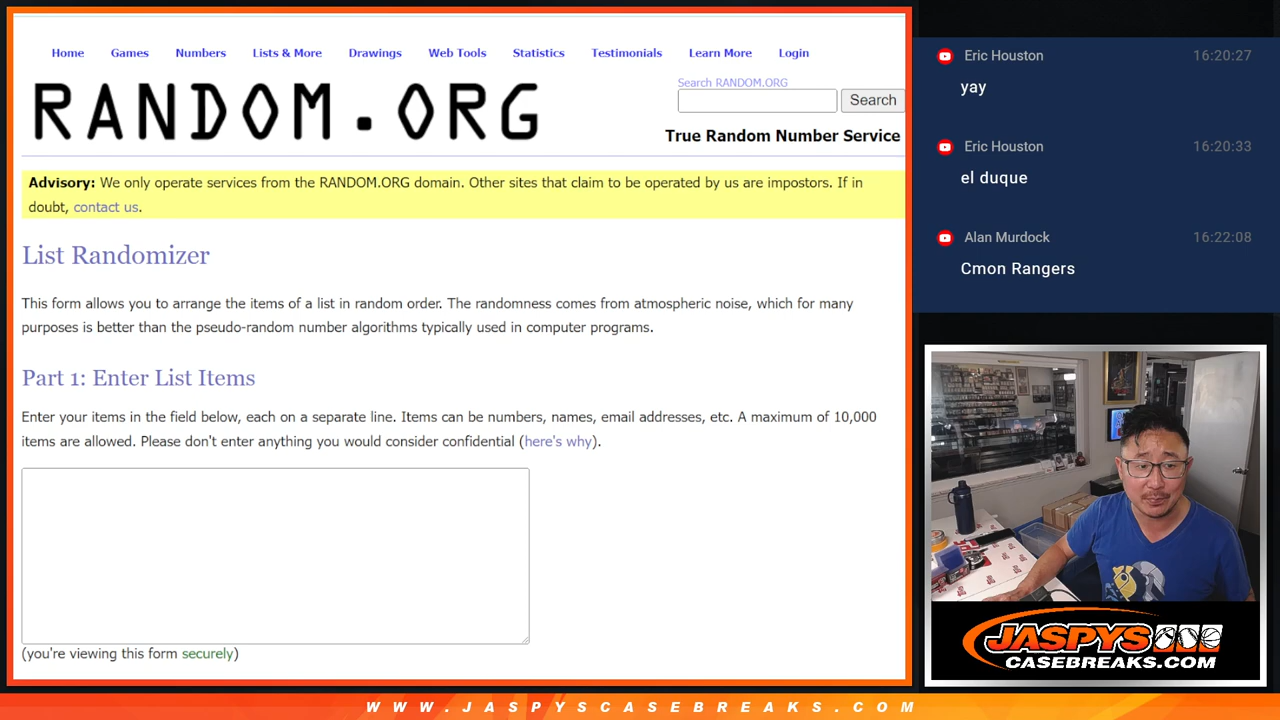 Home Games Numbers Lists & More Drawings Web Tools Statistics Testimonials Learn More Login
RANDOM.ORG
Search RANDOM.ORG
Search
True Random Number Service
Advisory: We only operate services from the RANDOM.ORG domain. Other sites that claim to be operated by us are impostors. If in
doubt, contact us.
List Randomizer
This form allows you to arrange the items of a list in random order. The randomness comes from atmospheric noise, which for many
purposes is better than the pseudo-random number algorithms typically used in computer programs.
Part 1: Enter List Items
Enter your items in the field below, each on a separate line. Items can be numbers, names, email addresses, etc. A maximum of 10,000
items are allowed. Please don't enter anything you would consider confidential (here's why).
(you're viewing this form securely)
Eric Houston 16:20:27
yay
Eric Houston 16:20:33
el duque
Alan Murdock 16:22:08
Cmon Rangers
JASPYS
CASEBREAKS.COM
WWW.JASPYSCASEBREAKS.COM